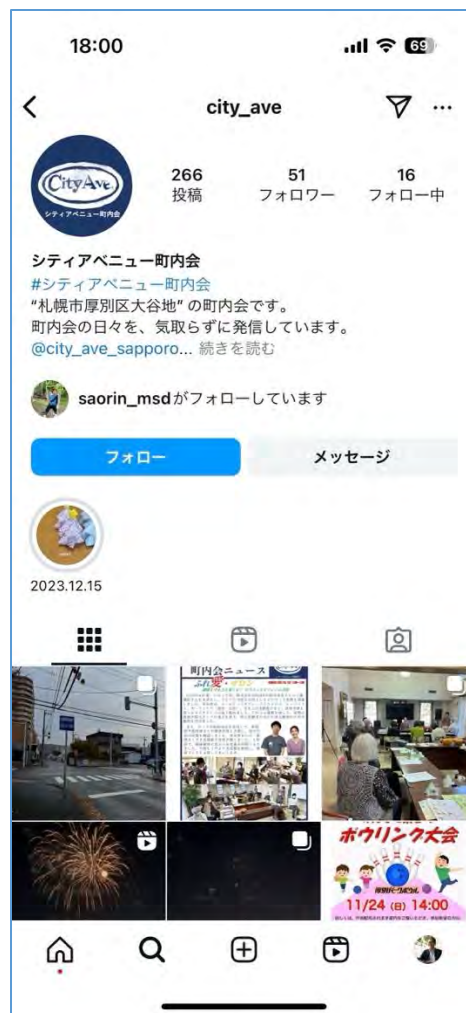 18:00
69
city_ave
CityAve.
シティアベニュー町内会
266
投稿
51
フォロワー
16
フォロー中
シティアベニュー町内会
#シティアベニュー町内会
“札幌市厚別区大谷地” の町内会です。
町内会の日々を、気取らずに発信しています。
@city_ave_sapporo... 続きを読む
saorin_msdがフォローしています
フォロー
メッセージ
2023.12.15
町内会ニュース
ふれ愛・サロン
ボウリング大会
11/24 (日) 14:00